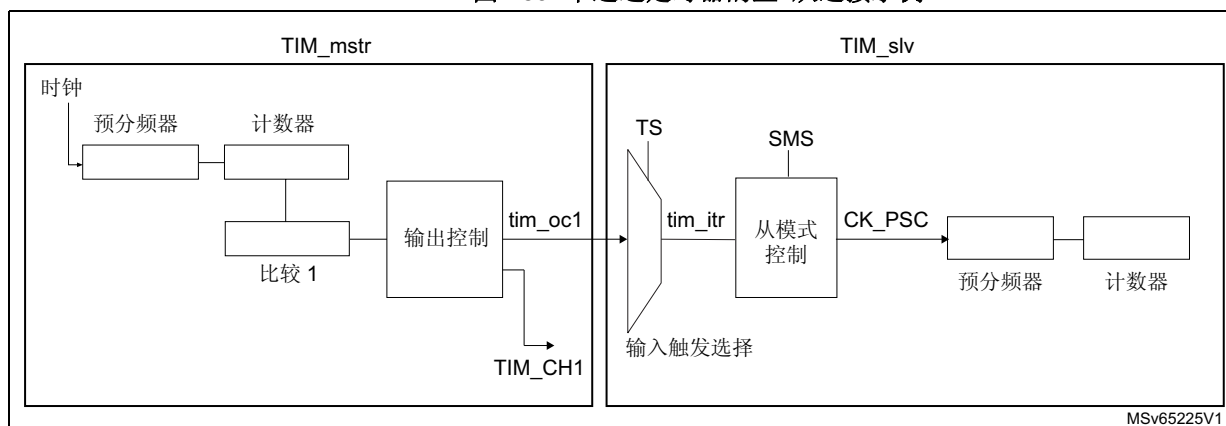 TIM_mstr
TIM_slv
时钟
预分频器
计数器
比较 1
输出控制
tim_oc1
TIM_CH1
TS
SMS
tim_itr
从模式
控制
CK_PSC
预分频器
计数器
输入触发选择
MSv65225V1